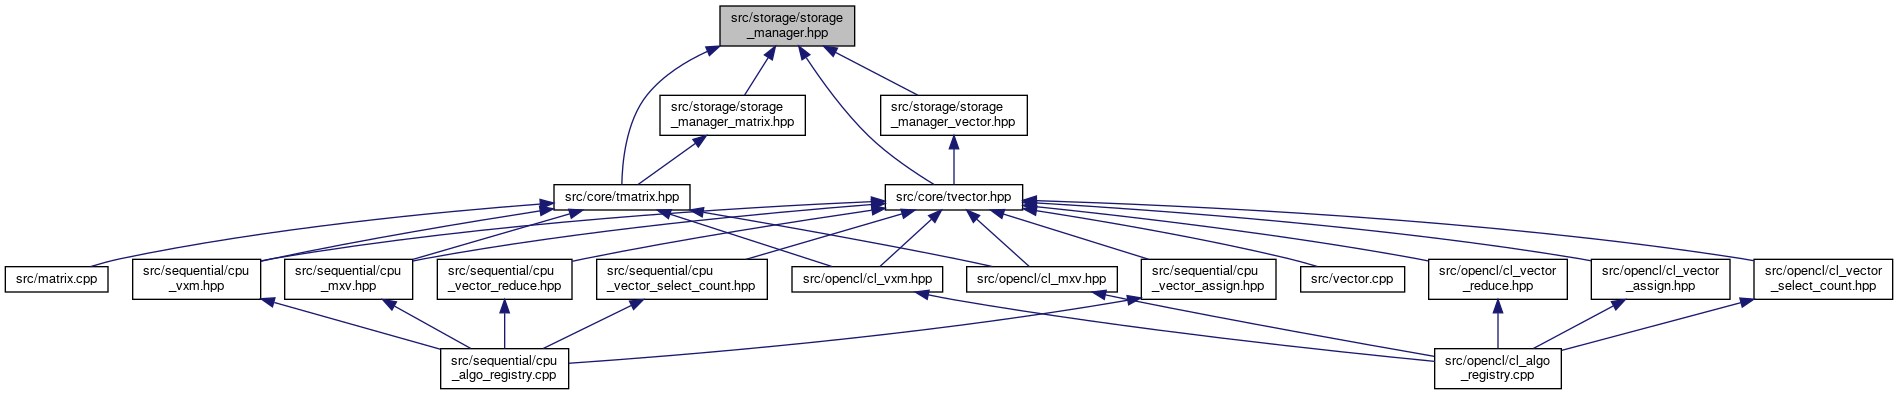 src/storage/storage
_manager.hpp
src/storage/storage
_manager_matrix.hpp
src/storage/storage
_manager_vector.hpp
src/core/tmatrix.hpp
src/core/tvector.hpp
src/matrix.cpp
src/sequential/cpu
_vxm.hpp
src/sequential/cpu
_mxv.hpp
src/sequential/cpu
_vector_reduce.hpp
src/sequential/cpu
_vector_select_count.hpp
src/opencl/cl_vxm.hpp
src/opencl/cl_mxv.hpp
src/sequential/cpu
_vector_assign.hpp
src/vector.cpp
src/opencl/cl_vector
_reduce.hpp
src/opencl/cl_vector
_assign.hpp
src/opencl/cl_vector
_select_count.hpp
src/sequential/cpu
_algo_registry.cpp
src/opencl/cl_algo
_registry.cpp